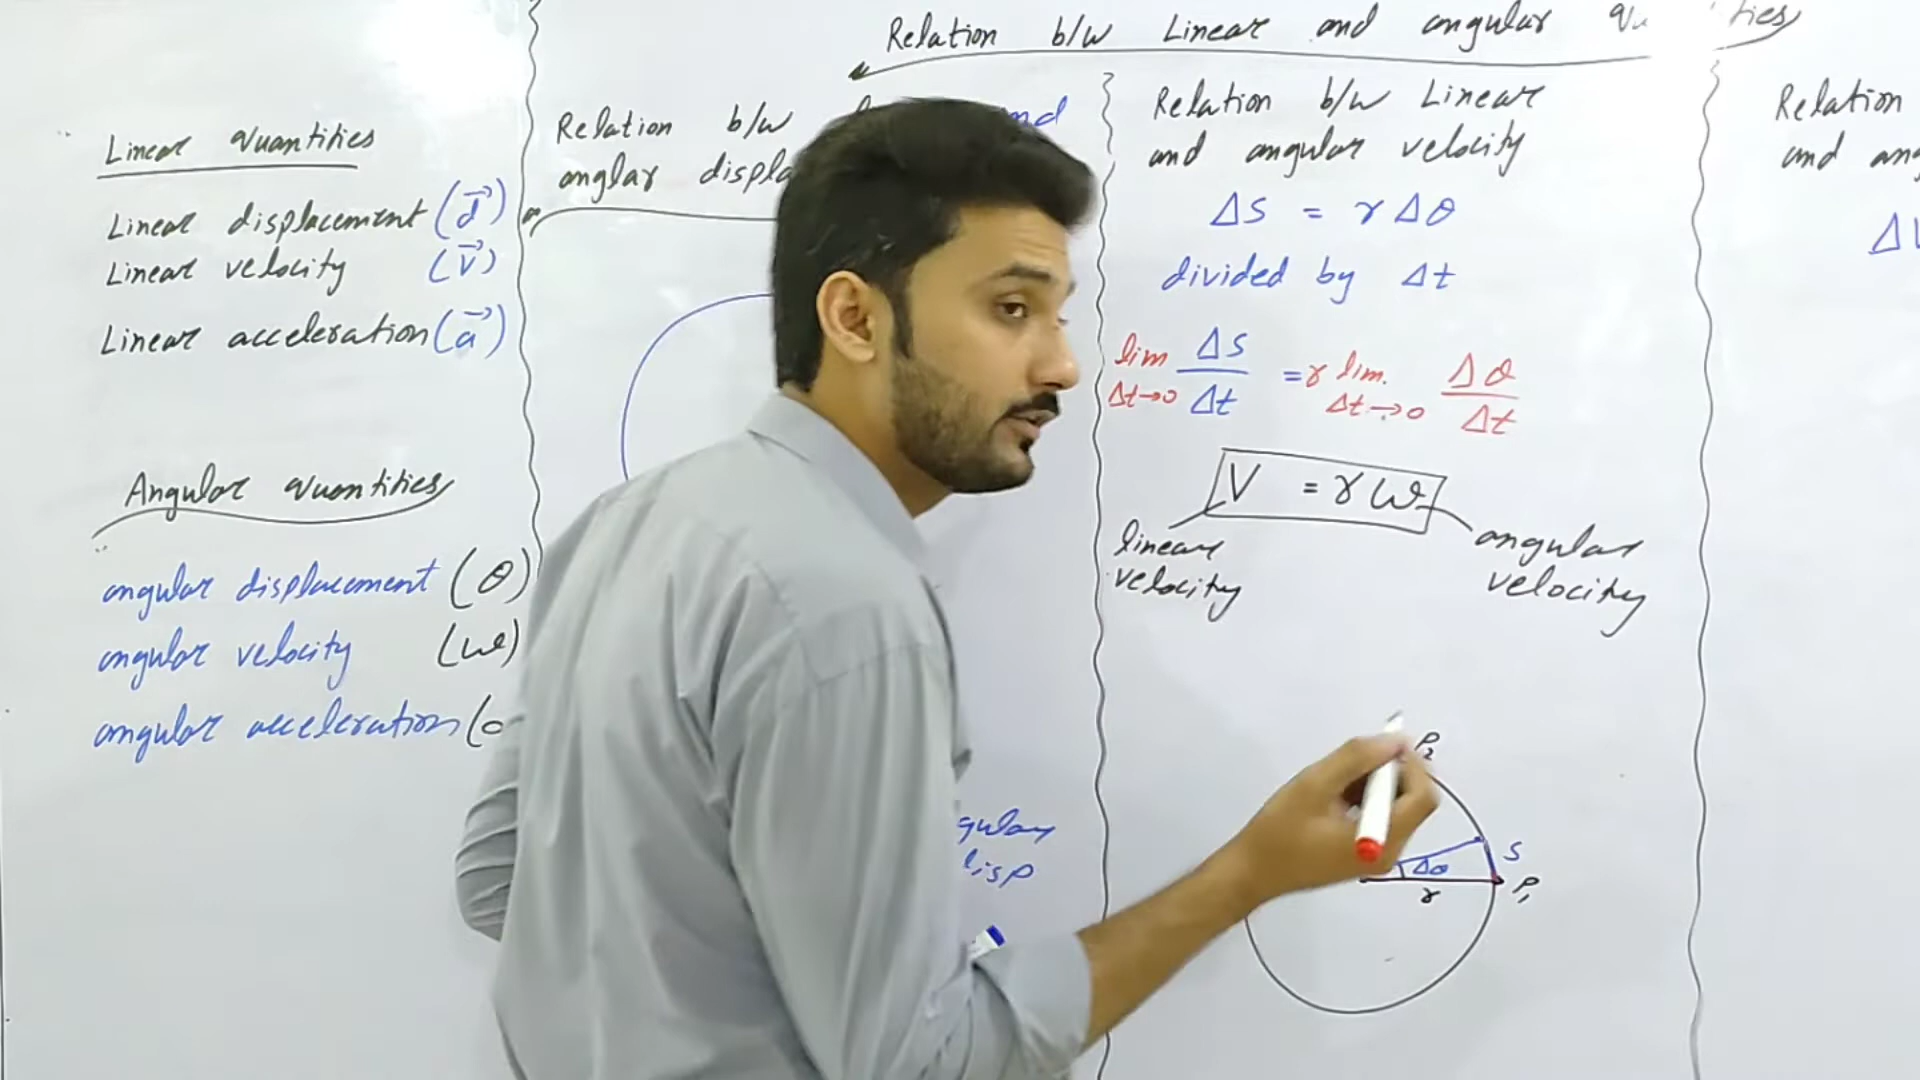 Relation b/w Linear and angular
Linear quantities
Linear displacement (d⃗)
Linear velocity (v⃗)
Linear acceleration (a⃗)
Angular quantities
angular displacement (θ)
angular velocity (ω)
angular acceleration (
Relation b/w
anglar
Relation b/w Linear
and angular velocity
ΔS = r Δθ
divided by Δt
lim Δt→0 ΔS/Δt = r lim. Δt→0 Δθ/Δt
V = r ω
linear
velocity
angular
velocity
P2
S
Δθ
r
P1
Relation
and